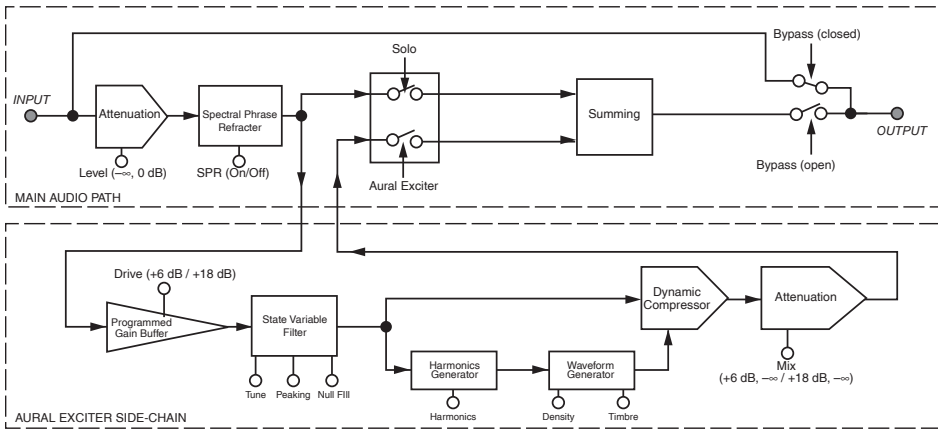 Bypass (closed)
Solo
INPUT
Attenuation
Spectral Phrase
Refracter
Summing
OUTPUT
Level (–∞, 0 dB)
SPR (On/Off)
Aural Exciter
Bypass (open)
MAIN AUDIO PATH
Drive (+6 dB / +18 dB)
Programmed
Gain Buffer
State Variable
Filter
Dynamic
Compressor
Attenuation
Harmonics
Generator
Waveform
Generator
Mix
(+6 dB, –∞ / +18 dB, –∞)
Tune
Peaking
Null FIll
Harmonics
Density
Timbre
AURAL EXCITER SIDE-CHAIN